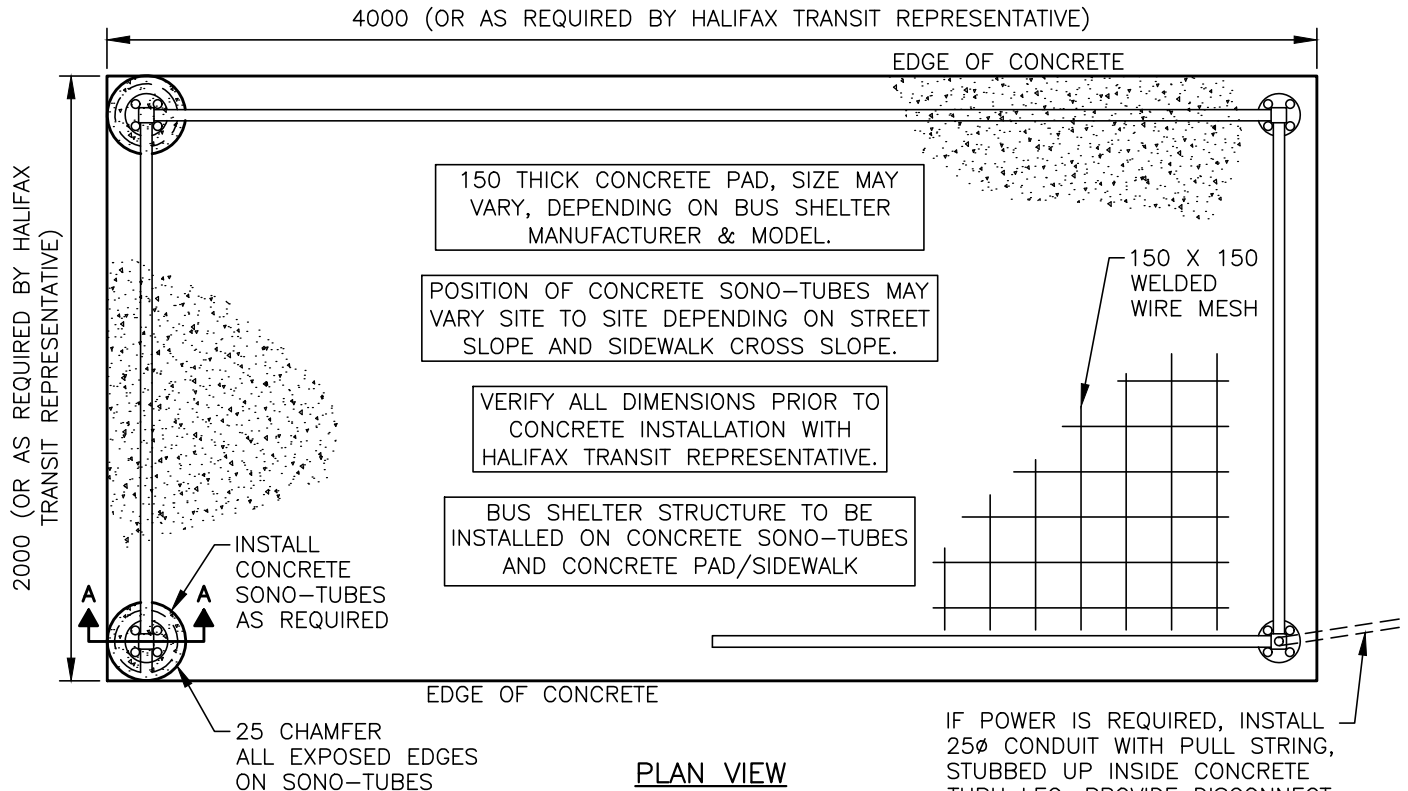 4000 (OR AS REQUIRED BY HALIFAX TRANSIT REPRESENTATIVE)
EDGE OF CONCRETE
2000 (OR AS REQUIRED BY HALIFAX
TRANSIT REPRESENTATIVE)
150 THICK CONCRETE PAD, SIZE MAY
VARY, DEPENDING ON BUS SHELTER
MANUFACTURER & MODEL.
150 X 150
WELDED
WIRE MESH
POSITION OF CONCRETE SONO-TUBES MAY
VARY SITE TO SITE DEPENDING ON STREET
SLOPE AND SIDEWALK CROSS SLOPE.
VERIFY ALL DIMENSIONS PRIOR TO
CONCRETE INSTALLATION WITH
HALIFAX TRANSIT REPRESENTATIVE.
BUS SHELTER STRUCTURE TO BE
INSTALLED ON CONCRETE SONO-TUBES
AND CONCRETE PAD/SIDEWALK
INSTALL
CONCRETE
SONO-TUBES
AS REQUIRED
A A
EDGE OF CONCRETE
25 CHAMFER
ALL EXPOSED EDGES
ON SONO-TUBES
PLAN VIEW
IF POWER IS REQUIRED, INSTALL
25ø CONDUIT WITH PULL STRING,
STUBBED UP INSIDE CONCRETE
THRU LEG. PROVIDE DISCONNECT